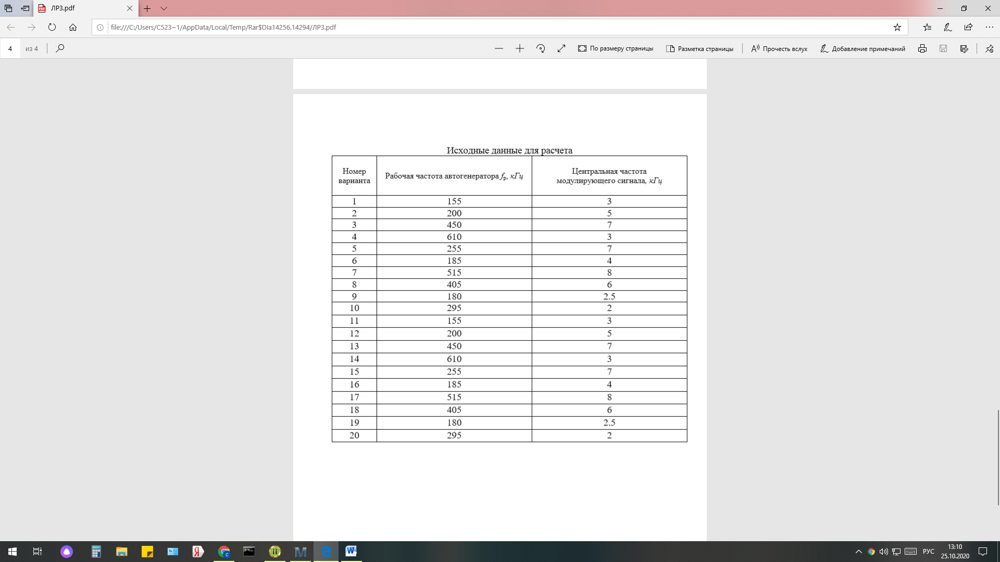 ЛР3.pdf
file:///C:/Users/C523~1/AppData/Local/Temp/Rar$DIa14256.14294/ЛР3.pdf
4 из 4 По размеру страницы Разметка страницы Прочесть вслух Добавление примечаний
Исходные данные для расчета
Номер варианта Рабочая частота автогенератора fр, кГц Центральная частота модулирующего сигнала, кГц
1 155 3
2 200 5
3 450 7
4 610 3
5 255 7
6 185 4
7 515 8
8 405 6
9 180 2.5
10 295 2
11 155 3
12 200 5
13 450 7
14 610 3
15 255 7
16 185 4
17 515 8
18 405 6
19 180 2.5
20 295 2
РУС 13:10
25.10.2020